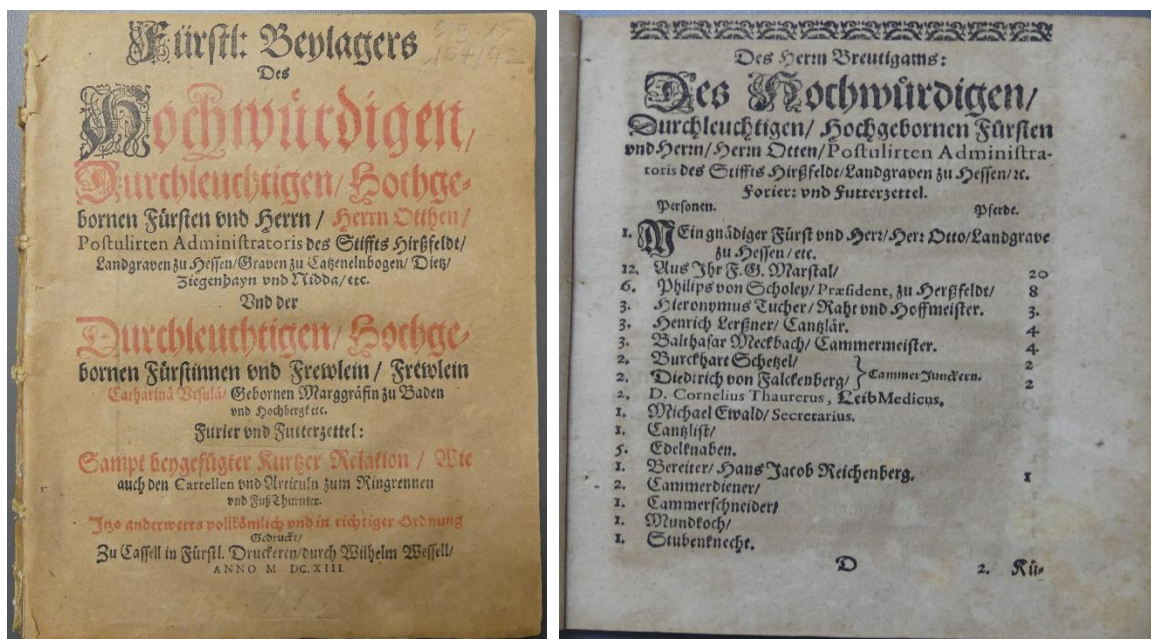 Fürstl: Beylagers
Des
Hochwürdigen,
Durchleuchtigen/ Hochge-
bornen Fürsten vnd Herrn / Herrn Otthen /
Postulirten Administratoris des Stiffts Hirßfeldt/
Landgraven zu Hessen/Graven zu Catzenelnbogen/ Dietz/
Ziegenhayn vnd Nidda/etc.
Vnd der
Durchleuchtigen/ Hochge-
bornen Fürstinnen vnd Frewlein / Fréwlein
Catharinâ Vrsulâ/ Gebornen Marggräfin zu Baden
vnd Hochbergk etc.
Furier vnd Futterzettel:
Sampt beygefügter Kurtzer Relation / Wie
auch den Cartellen vnd Articuln zum Ringrennen
vnd FußThurnier.
Jtzo anderwerts vollkömlich vnd in richtiger Ordnung
Gedruckt/
Zu Cassell in Fürstl. Druckerey/durch Wilhelm Wessell/
ANNO M DC.XIII.
Des Herrn Breutigams:
Des Hochwürdigen/
Durchleuchtigen/ Hochgebornen Fürsten
vnd Herrn/ Herrn Otten/ Postulirten Administra-
toris des Stiffts Hirßfeldt/Landgraven zu Hessen/ꝛc.
Forier: vnd Futterzettel.
Personen. Pferde.
1. MEin gnädiger Fürst vnd Herr/ Herr Otto/Landgrave
zu Hessen/ etc.
12. Aus Jhr F.G. Marstal/ 20
6. Philips von Scholey/ Præsident, zu Herßfeldt/ 8
3. Hieronymus Tucher/ Raht vnd Hoffmeister. 3.
3. Henrich Lerßner/ Cantzlär. 4
3. Balthasar Meckbach/ Cammermeister. 4
2. Burckhart Schetzel/ 2
2. Diedrich von Falckenberg/ } Cammer Junckern. 2
2. D. Cornelius Thaurerus, LeibMedicus.
1. Michael Ewald/ Secretarius.
1. Cantzlist/
5. Edelknaben.
1. Bereiter/ Hans Jacob Reichenberg. 1
2. Cammerdiener/
1. Cammerschneider/
1. Mundkoch/
1. Stubenknecht.
D 2. Kü-